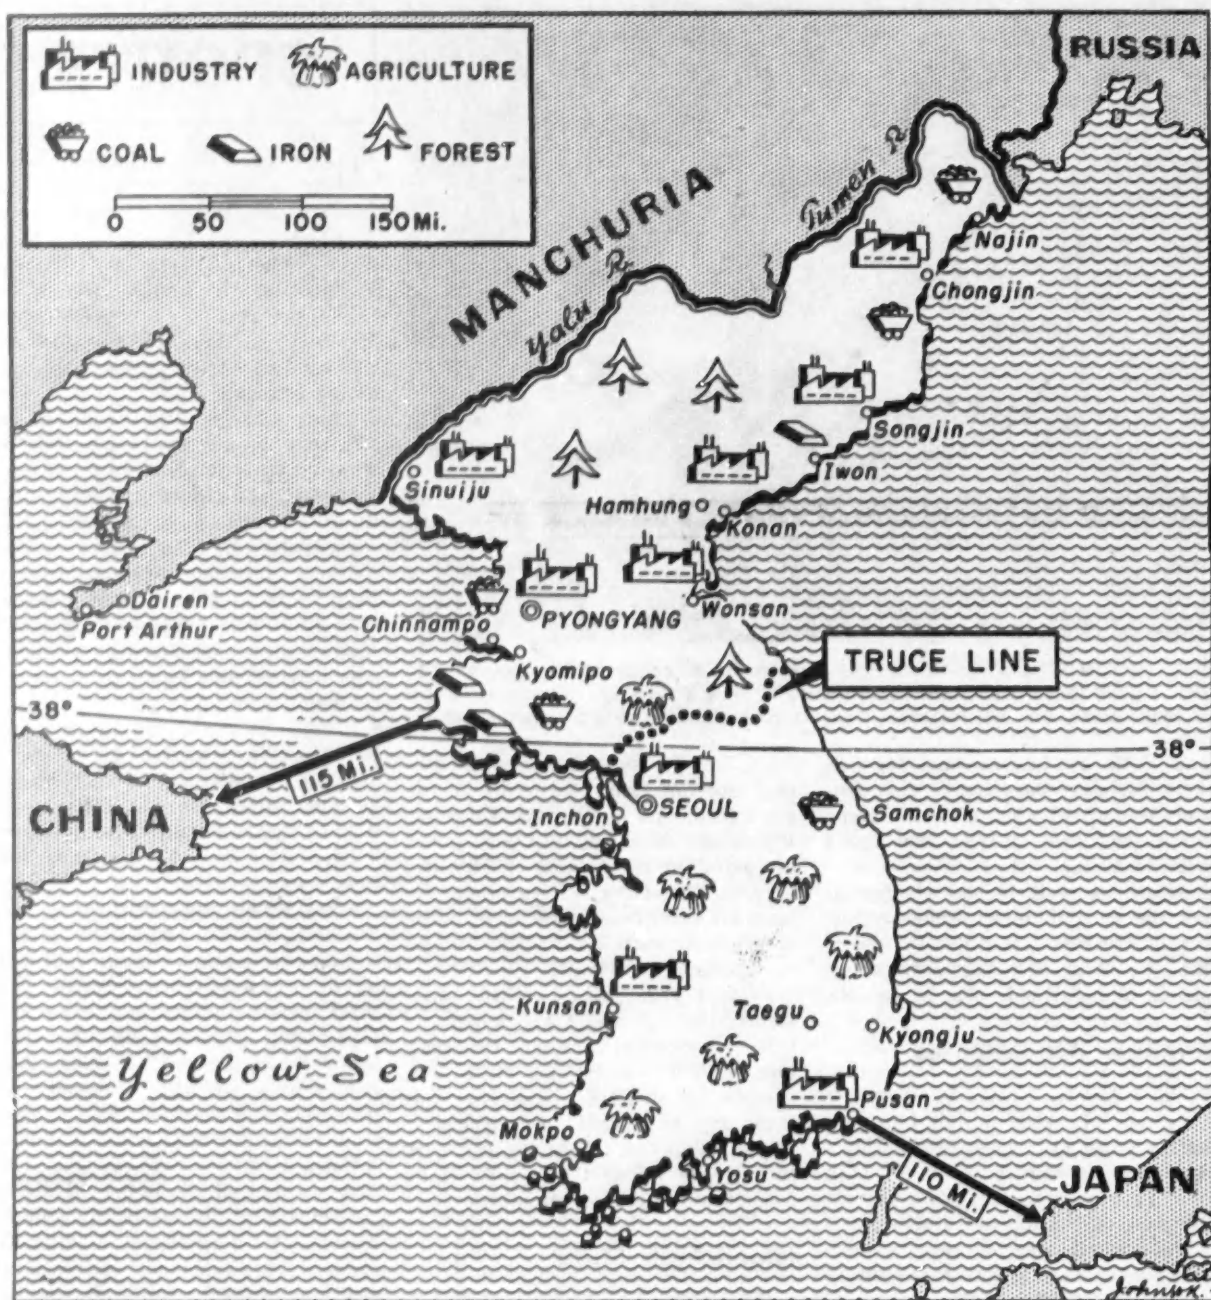 INDUSTRY
AGRICULTURE
COAL
IRON
FOREST
0 50 100 150 Mi.
RUSSIA
MANCHURIA
Tumen R.
Yalu R.
Najin
Chongjin
Songjin
Iwon
Sinuiju
Hamhung
Konan
Dairen
Port Arthur
Chinnampo
PYONGYANG
Wonsan
Kyomipo
TRUCE LINE
38°
38°
115 Mi.
CHINA
Inchon
SEOUL
Samchok
Kunsan
Taegu
Kyongju
Yellow Sea
Pusan
Mokpo
Yosu
110 Mi.
JAPAN